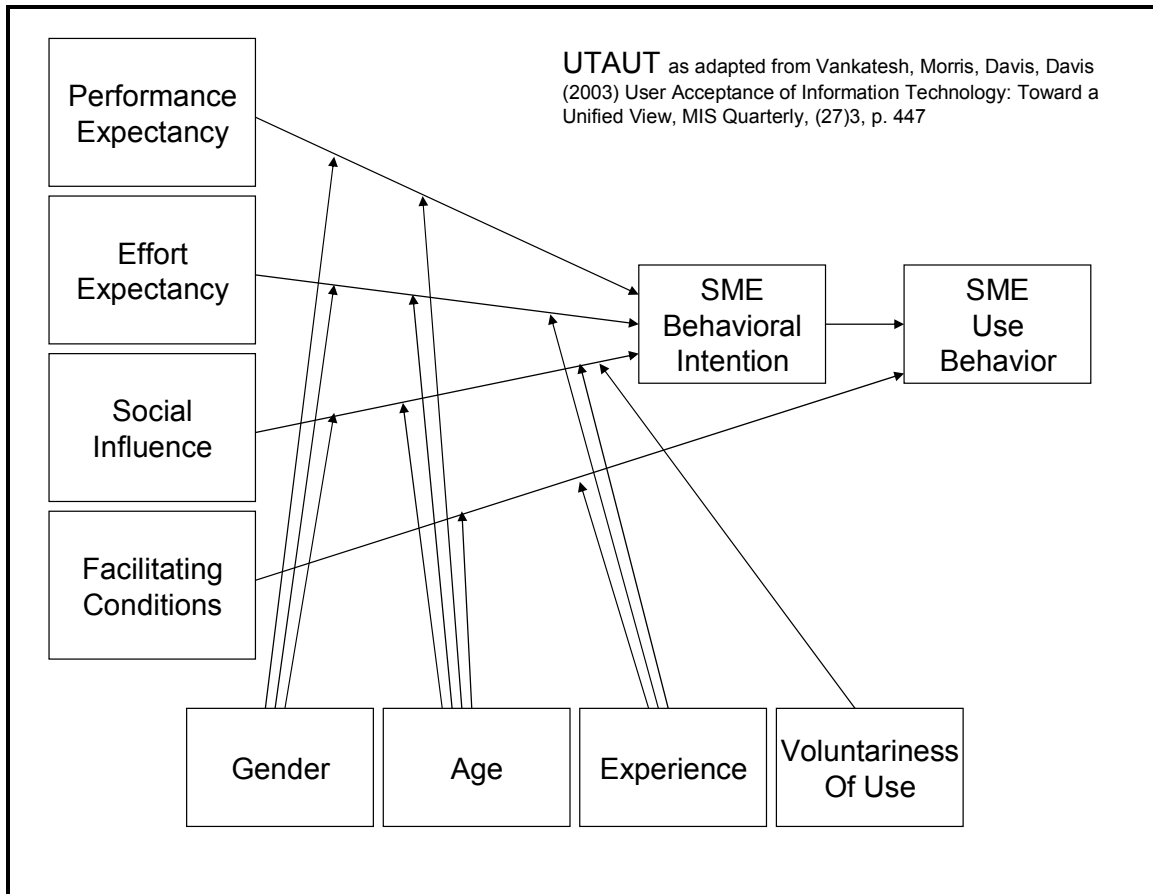 Performance
Expectancy
UTAUT as adapted from Vankatesh, Morris, Davis, Davis
(2003) User Acceptance of Information Technology: Toward a
Unified View, MIS Quarterly, (27)3, p. 447
Effort
Expectancy
Social
Influence
Facilitating
Conditions
SME
Behavioral
Intention
SME
Use
Behavior
Gender
Age
Experience
Voluntariness
Of Use